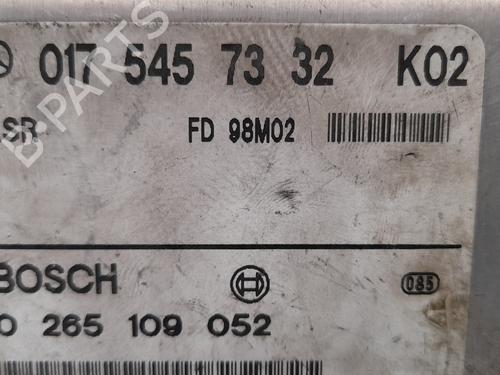 017 545 73 32 K02
SR
FD 98M02
BOSCH
085
0 265 109 052
B PARTS